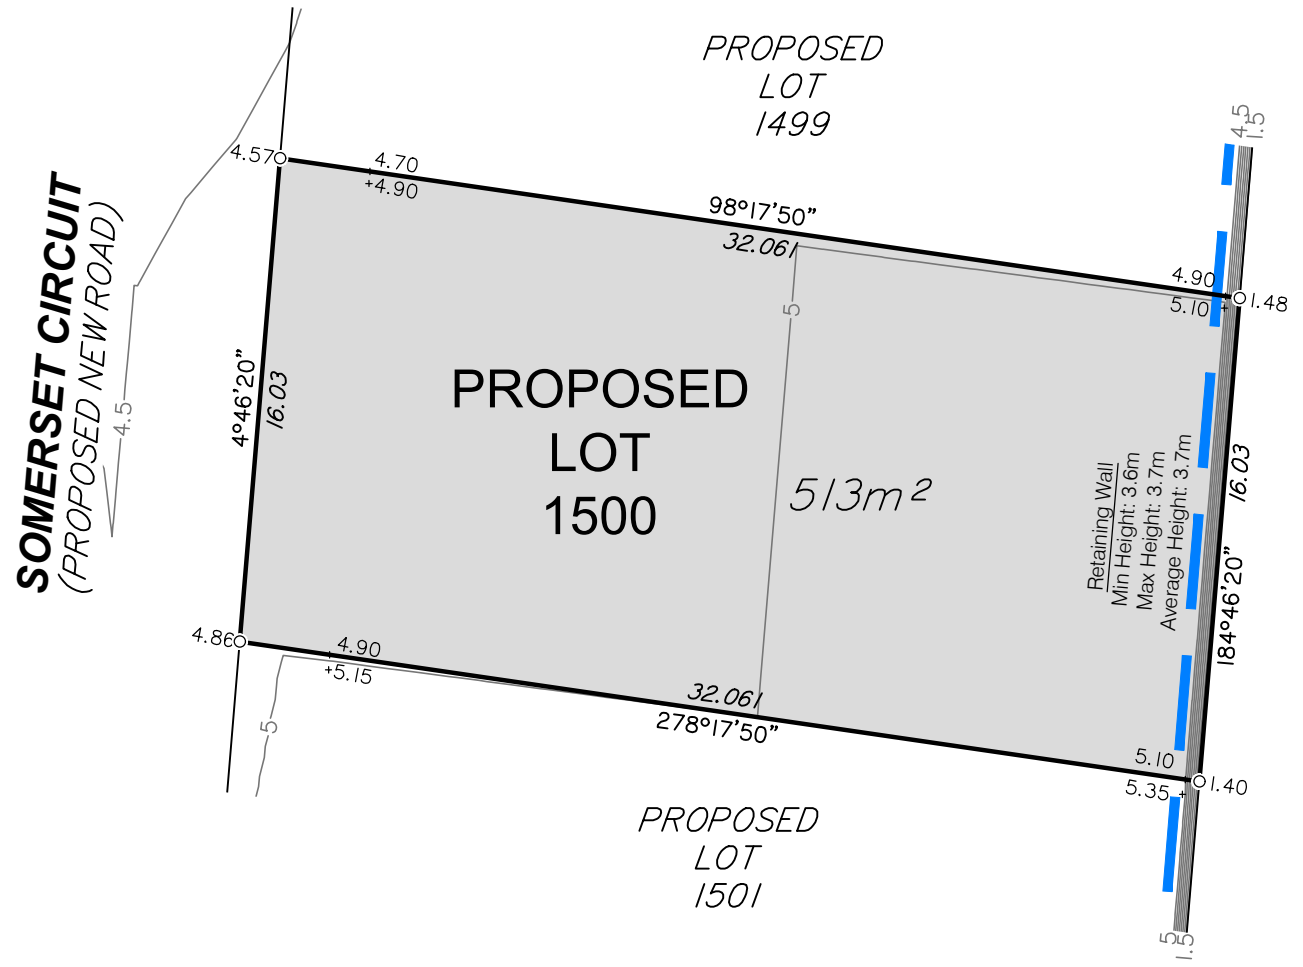 PROPOSED
LOT
1499
4.5
1.5
4.57
4.70
+4.90
98°17'50"
32.061
4.90
5.10 +
1.48
SOMERSET CIRCUIT
(PROPOSED NEW ROAD)
4.5
4°46'20"
16.03
5
PROPOSED
LOT
1500
513m²
Retaining Wall
Min Height: 3.6m
Max Height: 3.7m
Average Height: 3.7m
16.03
184°46'20"
4.86
4.90
+5.15
5
32.061
278°17'50"
5.10
5.35 +
1.40
PROPOSED
LOT
1501
5
1.5